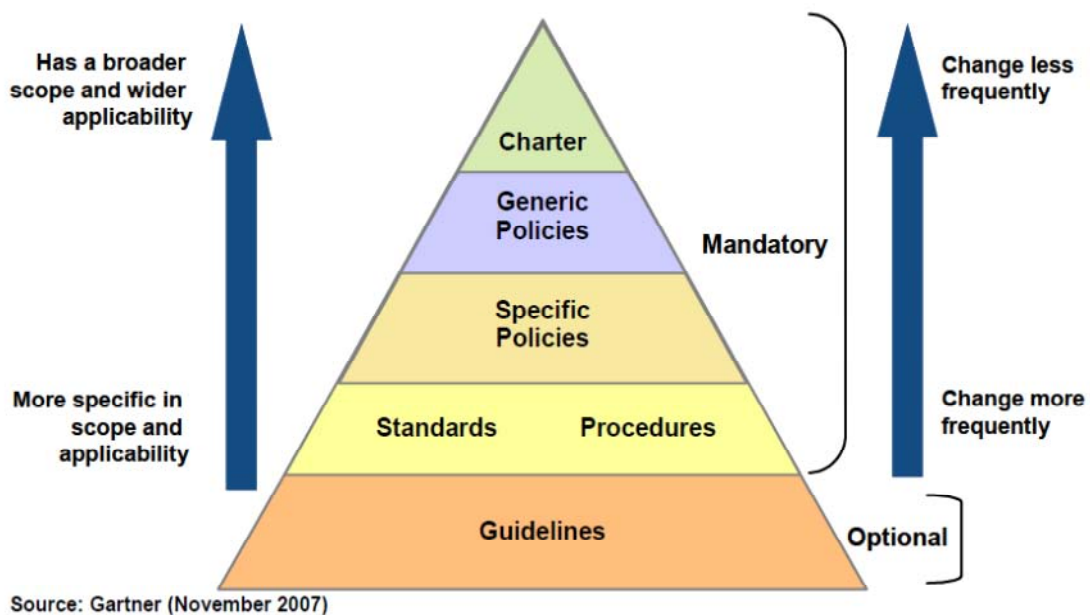 Has a broader
scope and wider
applicability
Change less
frequently
Charter
Generic
Policies
Mandatory
Specific
Policies
More specific in
scope and
applicability
Change more
frequently
Standards
Procedures
Guidelines
Optional
Source: Gartner (November 2007)